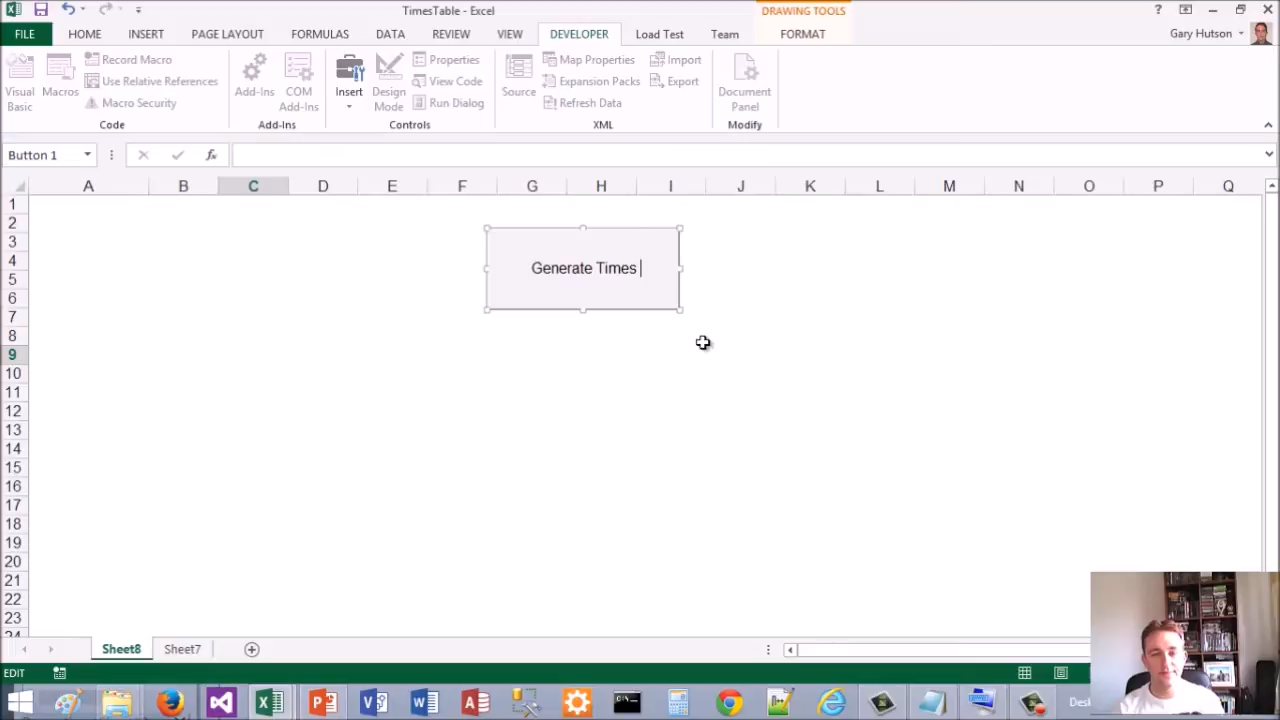 TimesTable - Excel
DRAWING TOOLS
?
FILE
HOME
INSERT
PAGE LAYOUT
FORMULAS
DATA
REVIEW
VIEW
DEVELOPER
Load Test
Team
FORMAT
Gary Hutson
Visual Basic
Macros
Record Macro
Use Relative References
Macro Security
Code
Add-Ins
COM Add-Ins
Add-Ins
Insert
Design Mode
Properties
View Code
Run Dialog
Controls
Source
Map Properties
Expansion Packs
Refresh Data
Import
Export
XML
Document Panel
Modify
Button 1
fx
A B C D E F G H I J K L M N O P Q
1
2
3
4
5
6
7
8
9
10
11
12
13
14
15
16
17
18
19
20
21
22
23
24
Generate Times
Sheet8
Sheet7
EDIT
Desk